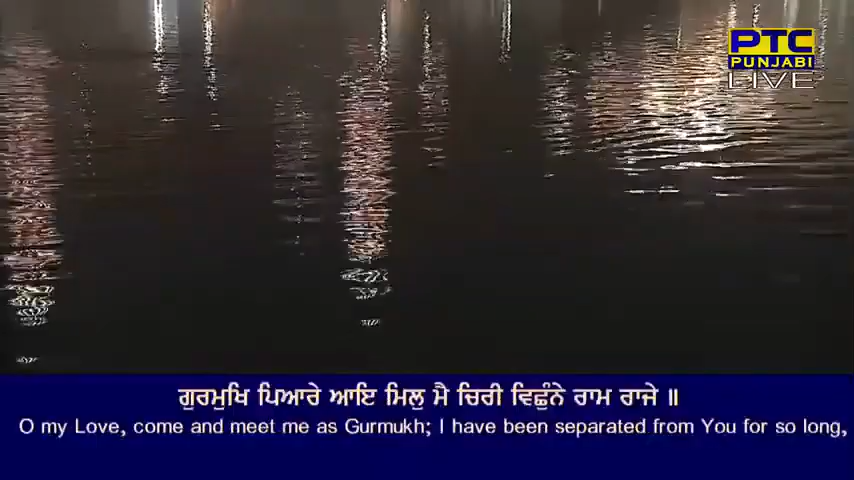 PTC
PUNJABI
LIVE
ਗੁਰਮੁਖਿ ਪਿਆਰੇ ਆਇ ਮਿਲੁ ਮੈ ਚਿਰੀ ਵਿਛੁੰਨੇ ਰਾਮ ਰਾਜੇ ॥
O my Love, come and meet me as Gurmukh; I have been separated from You for so long,